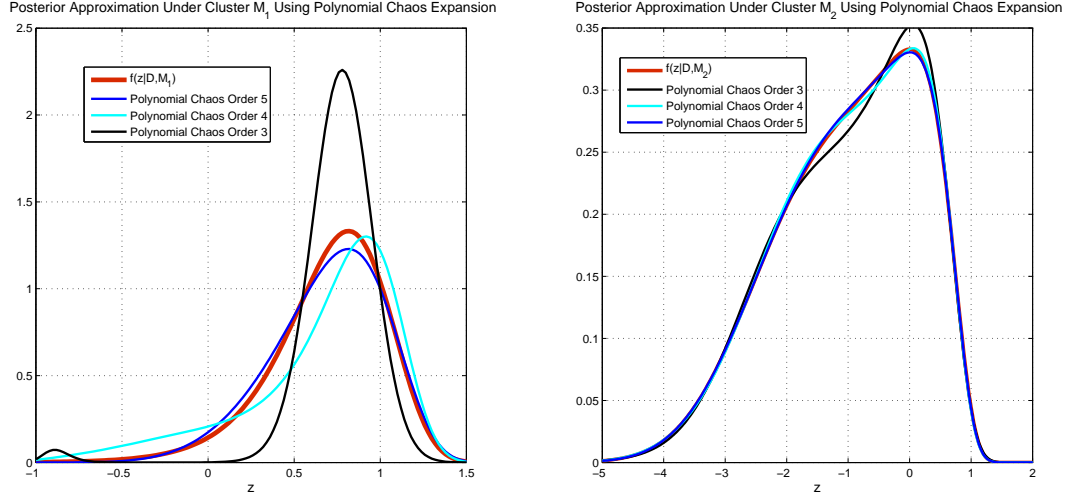 Posterior Approximation Under Cluster M1 Using Polynomial Chaos Expansion
2.5
2
1.5
1
0.5
0
f(z|D,M1)
Polynomial Chaos Order 5
Polynomial Chaos Order 4
Polynomial Chaos Order 3
−1
−0.5
0
0.5
1
1.5
z
Posterior Approximation Under Cluster M2 Using Polynomial Chaos Expansion
0.35
0.3
0.25
0.2
0.15
0.1
0.05
0
f(z|D,M2)
Polynomial Chaos Order 3
Polynomial Chaos Order 4
Polynomial Chaos Order 5
−5
−4
−3
−2
−1
0
1
2
z